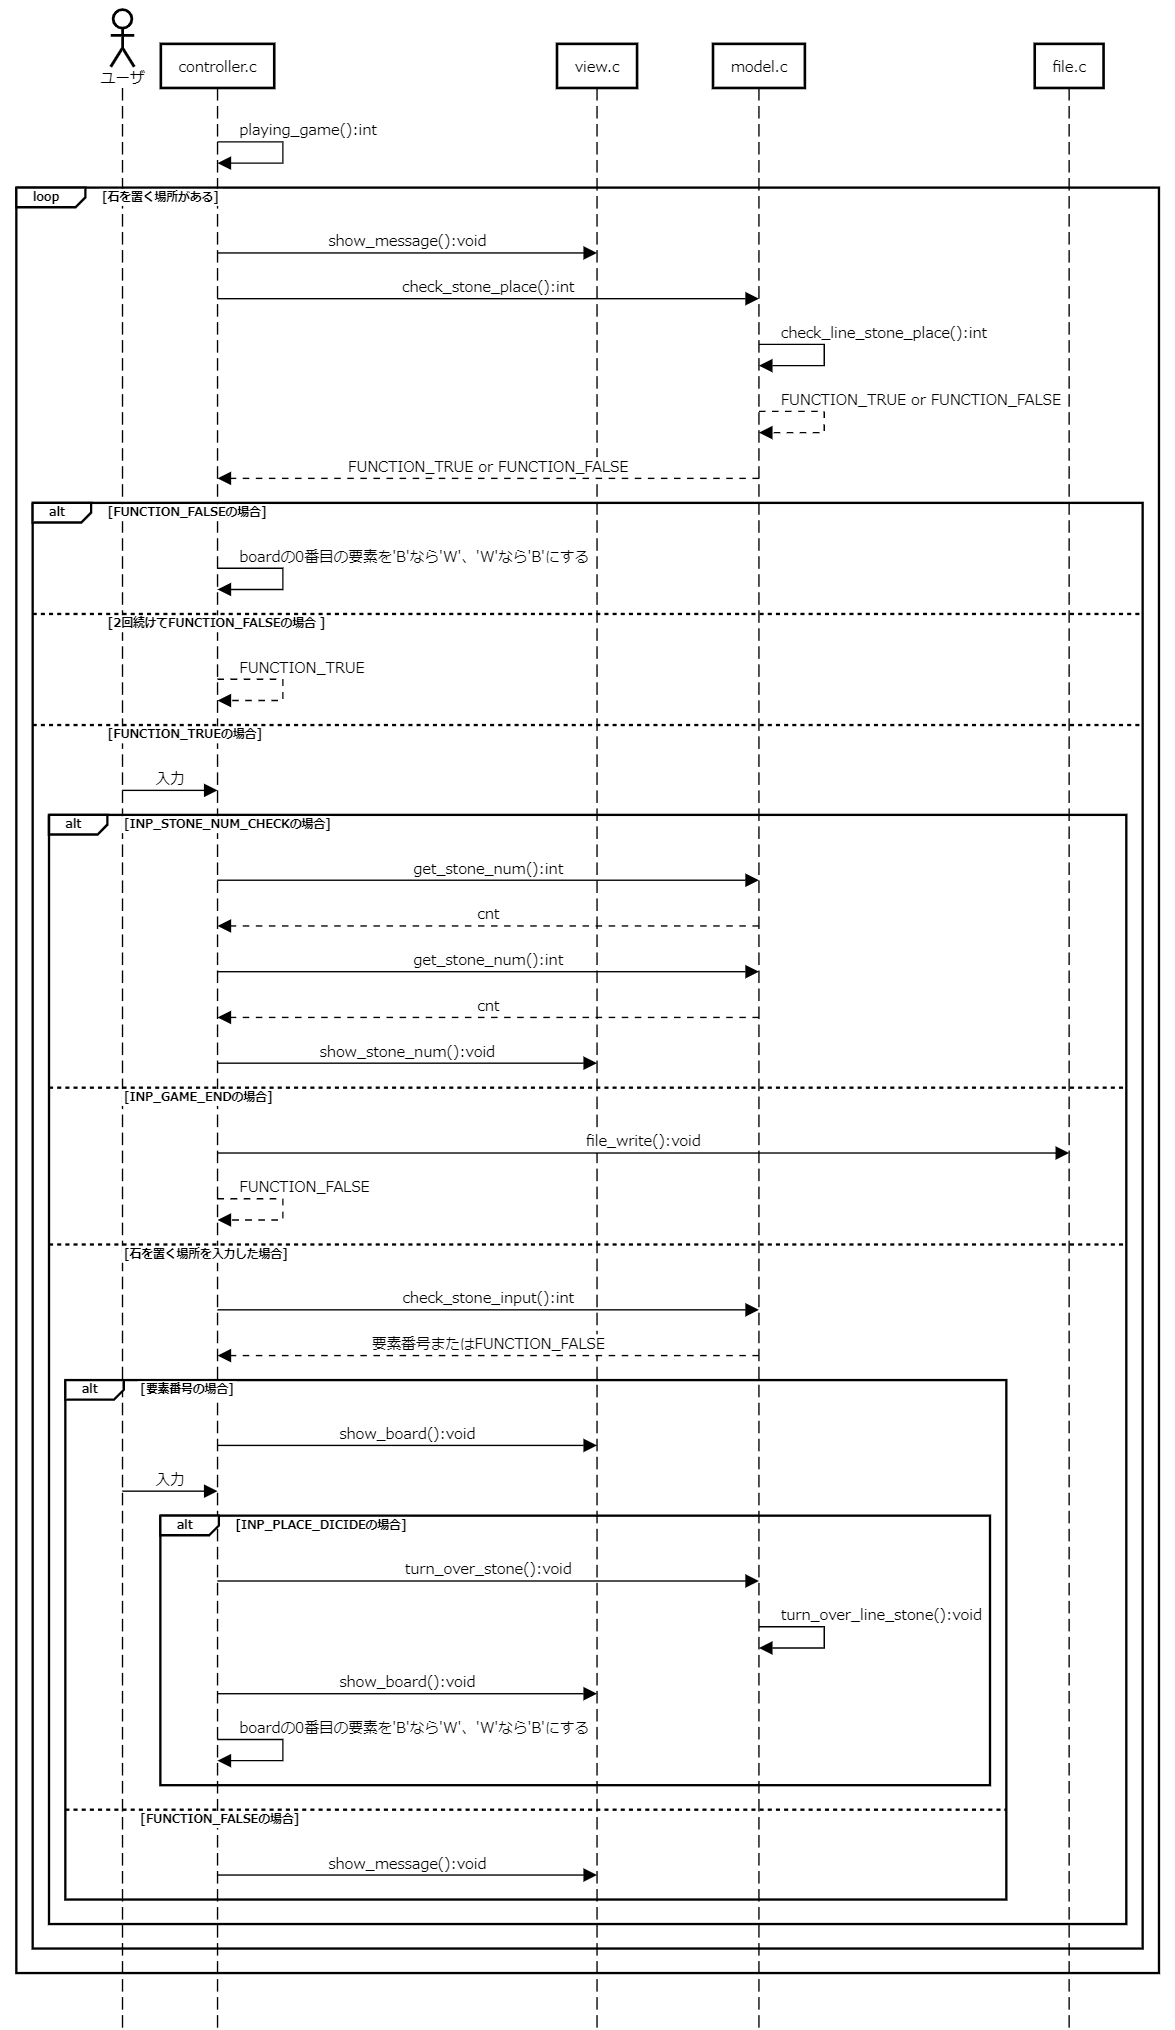 ユーザ
controller.c
view.c
model.c
file.c
playing_game():int
loop
[石を置く場所がある]
show_message():void
check_stone_place():int
check_line_stone_place():int
FUNCTION_TRUE or FUNCTION_FALSE
FUNCTION_TRUE or FUNCTION_FALSE
alt
[FUNCTION_FALSEの場合]
boardの0番目の要素を'B'なら'W'、'W'なら'B'にする
[2回続けてFUNCTION_FALSEの場合 ]
FUNCTION_TRUE
[FUNCTION_TRUEの場合]
入力
alt
[INP_STONE_NUM_CHECKの場合]
get_stone_num():int
cnt
get_stone_num():int
cnt
show_stone_num():void
[INP_GAME_ENDの場合]
file_write():void
FUNCTION_FALSE
[石を置く場所を入力した場合]
check_stone_input():int
要素番号またはFUNCTION_FALSE
alt
[要素番号の場合]
show_board():void
入力
alt
[INP_PLACE_DICIDEの場合]
turn_over_stone():void
turn_over_line_stone():void
show_board():void
boardの0番目の要素を'B'なら'W'、'W'なら'B'にする
[FUNCTION_FALSEの場合]
show_message():void